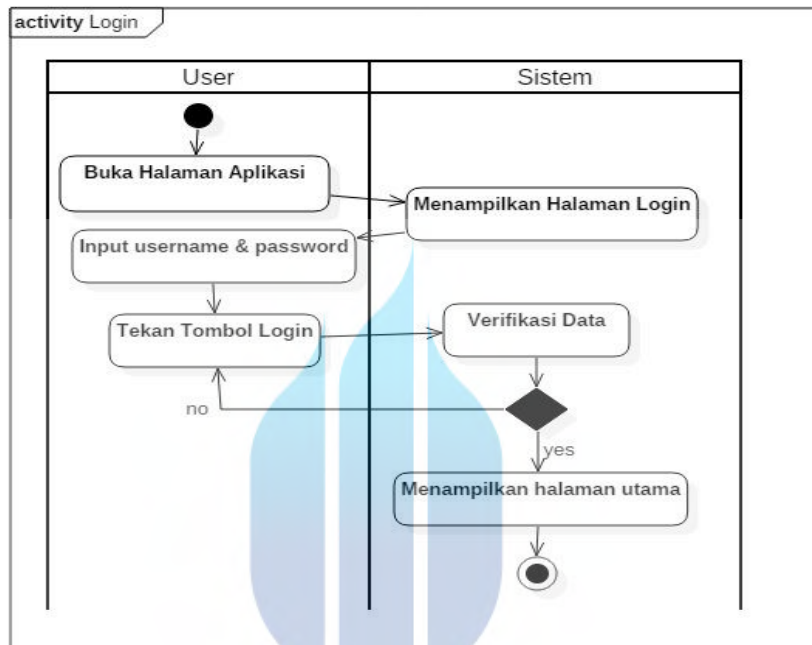 activity Login
User
Sistem
Buka Halaman Aplikasi
Menampilkan Halaman Login
Input username & password
Tekan Tombol Login
Verifikasi Data
no
yes
Menampilkan halaman utama